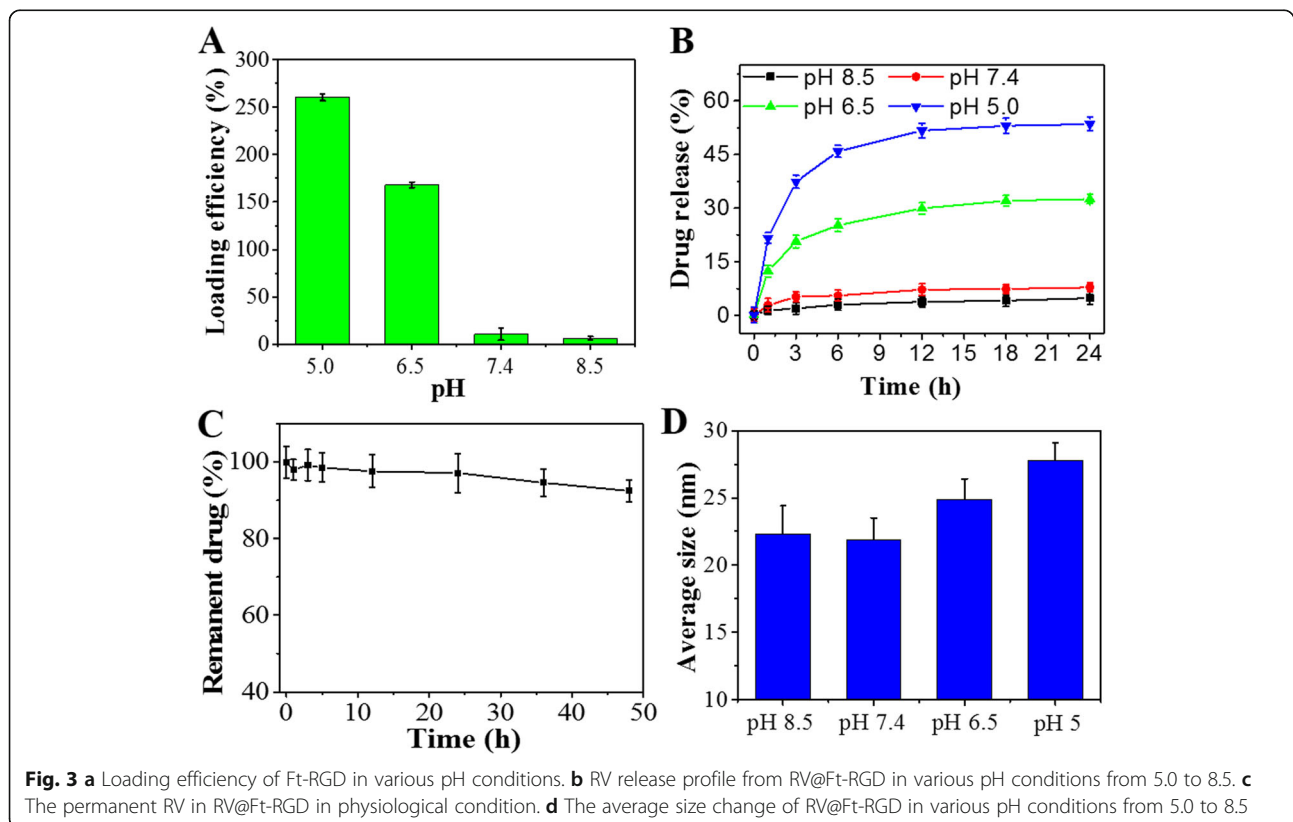 A
Loading efficiency (%)
300
250
200
150
100
50
0
5.0 6.5 7.4 8.5
pH
B
pH 8.5 pH 7.4
pH 6.5 pH 5.0
Drug release (%)
60
45
30
15
0
0 3 6 9 12 15 18 21 24
Time (h)
C
Remanent drug (%)
100
80
60
40
0 10 20 30 40 50
Time (h)
D
Average size (nm)
30
25
20
15
10
pH 8.5 pH 7.4 pH 6.5 pH 5
Fig. 3 a Loading efficiency of Ft-RGD in various pH conditions. b RV release profile from RV@Ft-RGD in various pH conditions from 5.0 to 8.5. c
The permanent RV in RV@Ft-RGD in physiological condition. d The average size change of RV@Ft-RGD in various pH conditions from 5.0 to 8.5